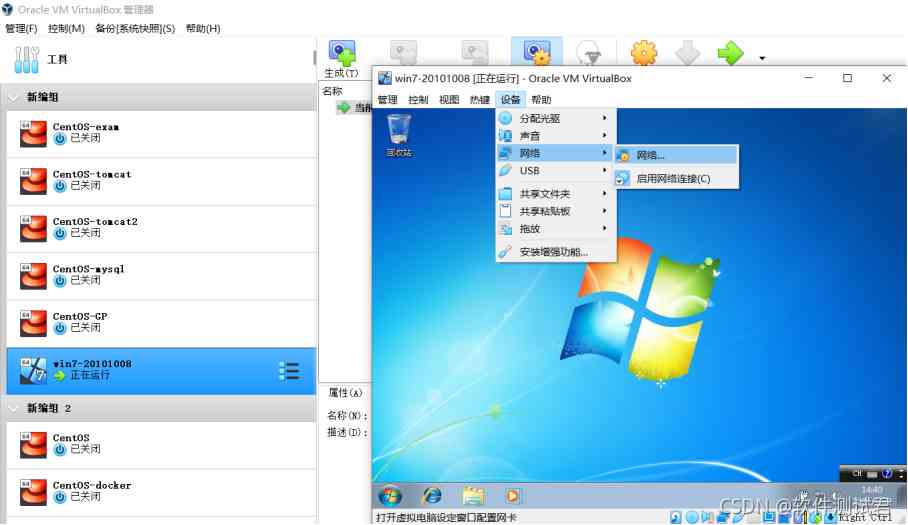 Oracle VM VirtualBox 管理器
管理(F) 控制(M) 备份[系统快照](S) 帮助(H)
工具
新编组
CentOS-exam
已关闭
CentOS-tomcat
已关闭
CentOS-tomcat2
已关闭
CentOS-mysql
已关闭
CentOS-GP
已关闭
win7-20101008
正在运行
新编组 2
CentOS
已关闭
CentOS-docker
已关闭
生成(T)
名称
当前
属性(A)
名称(N):
描述(D):
win7-20101008 [正在运行] - Oracle VM VirtualBox
管理 控制 视图 热键 设备 帮助
回收站
分配光驱
声音
网络
USB
共享文件夹
共享粘贴板
拖放
安装增强功能...
网络...
启用网络连接(C)
CH
14:40
打开虚拟电脑设定窗口配置网卡
Right Ctrl
CSDN @软件测试君